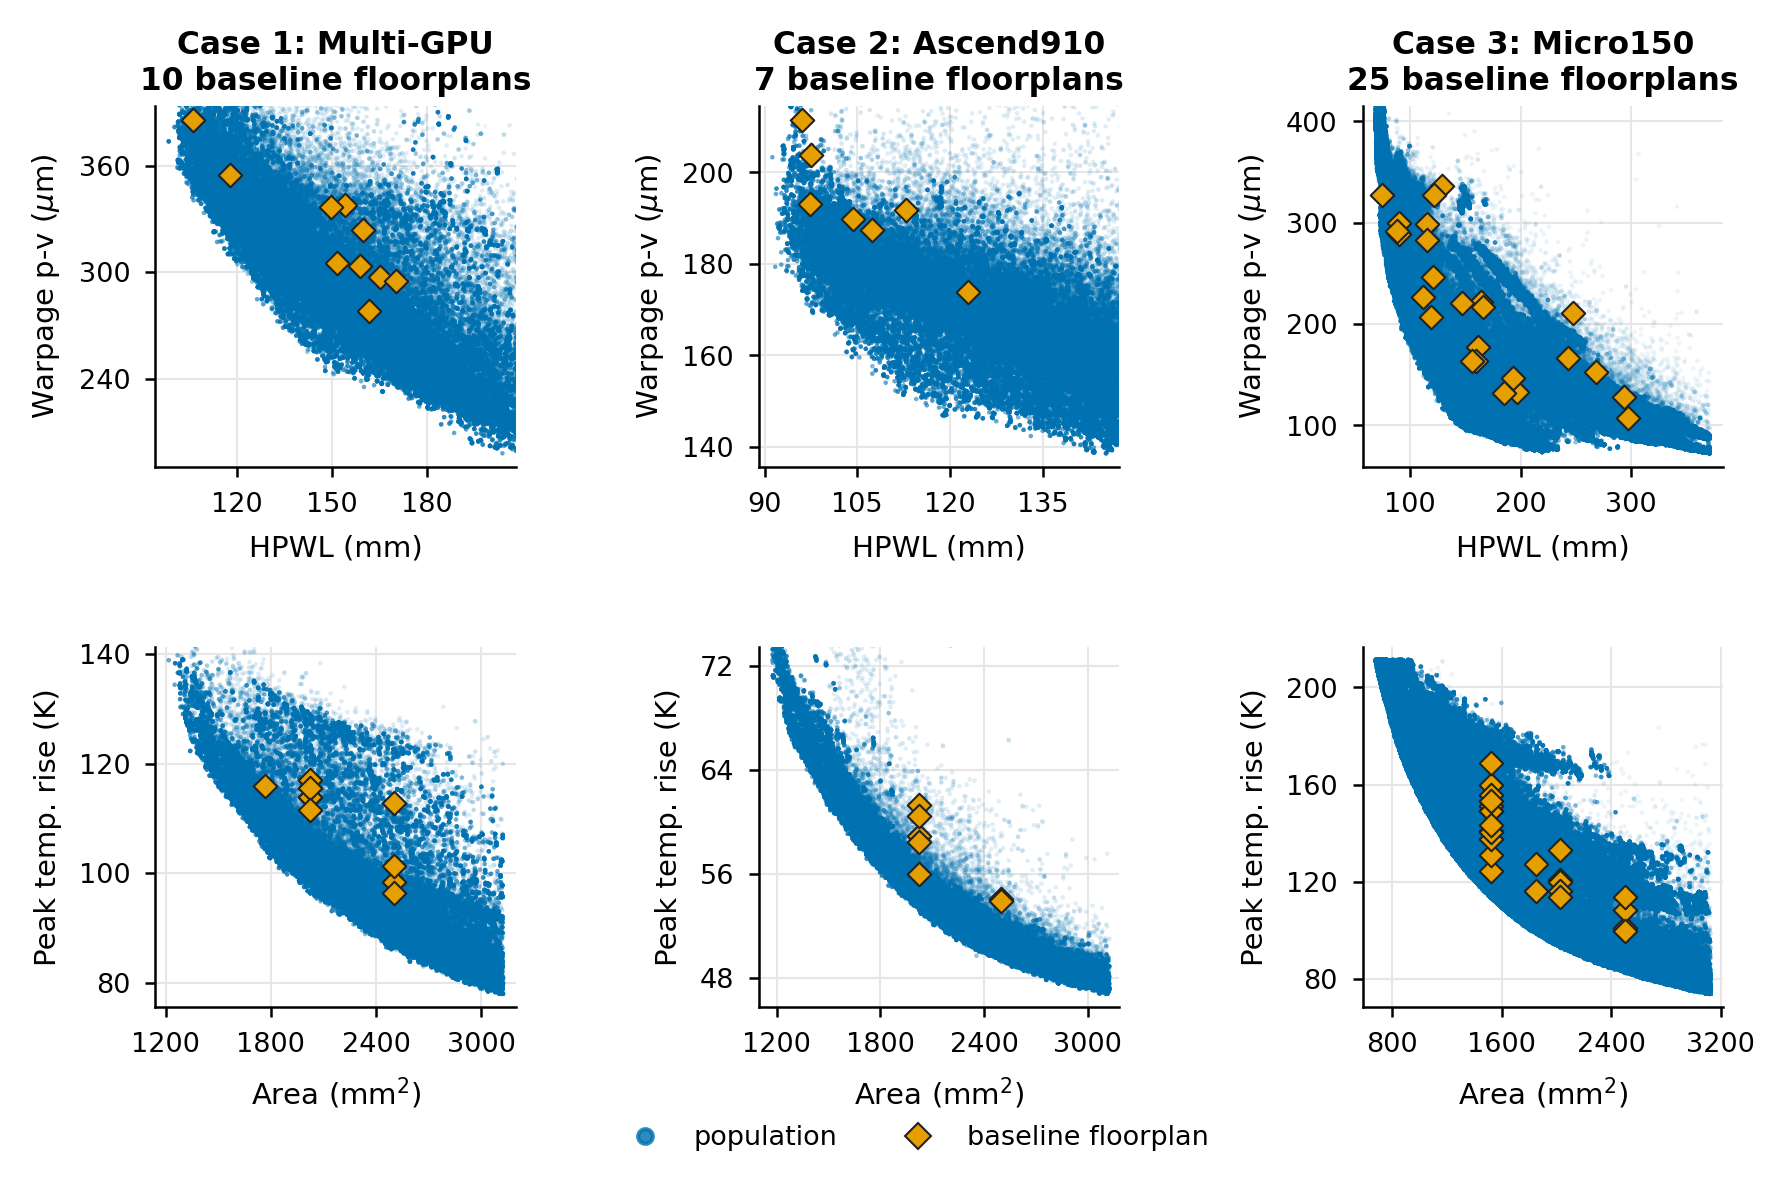 Case 1: Multi-GPU
10 baseline floorplans
Warpage p-v (μm)
360
300
240
120 150 180
HPWL (mm)
Case 2: Ascend910
7 baseline floorplans
Warpage p-v (μm)
200
180
160
140
90 105 120 135
HPWL (mm)
Case 3: Micro150
25 baseline floorplans
Warpage p-v (μm)
400
300
200
100
100 200 300
HPWL (mm)
Peak temp. rise (K)
140
120
100
80
1200 1800 2400 3000
Area (mm²)
Peak temp. rise (K)
72
64
56
48
1200 1800 2400 3000
Area (mm²)
Peak temp. rise (K)
200
160
120
80
800 1600 2400 3200
Area (mm²)
population baseline floorplan